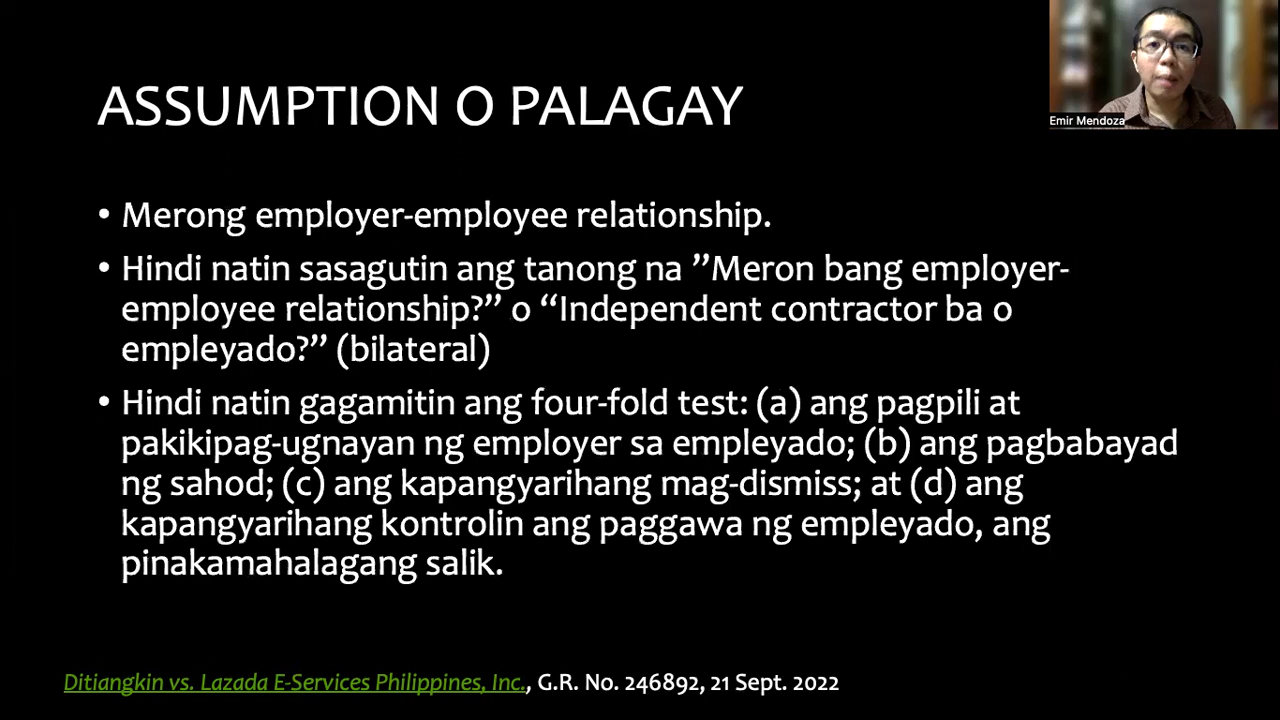 ASSUMPTION O PALAGAY
Emir Mendoza
• Merong employer-employee relationship.
• Hindi natin sasagutin ang tanong na ”Meron bang employer-
employee relationship?” o “Independent contractor ba o
empleyado?” (bilateral)
• Hindi natin gagamitin ang four-fold test: (a) ang pagpili at
pakikipag-ugnayan ng employer sa empleyado; (b) ang pagbabayad
ng sahod; (c) ang kapangyarihang mag-dismiss; at (d) ang
kapangyarihang kontrolin ang paggawa ng empleyado, ang
pinakamahalagang salik.
Ditiangkin vs. Lazada E-Services Philippines, Inc., G.R. No. 246892, 21 Sept. 2022